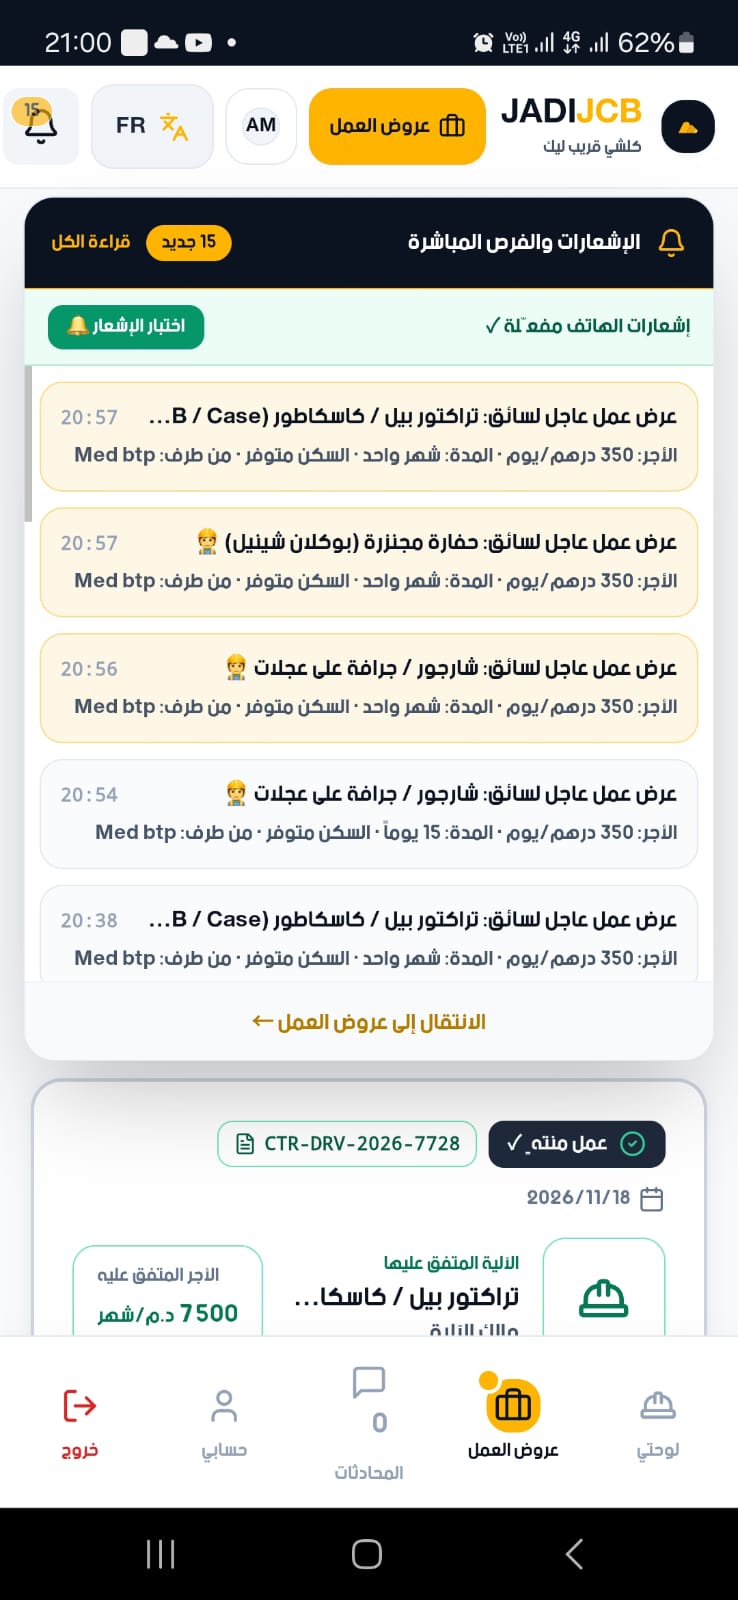 21:00
Vo)) LTE1 4G 62%
JADIJCB
كلشي قريب ليك
عروض العمل
AM
FR
15
الإشعارات والفرص المباشرة
15 جديد
قراءة الكل
إشعارات الهاتف مفعّلة ✓
اختبار الإشعار 🔔
عرض عمل عاجل لسائق: تراكتور بيل / كاسكاطور (B / Case...
20:57
الأجر: 350 درهم/يوم · المدة: شهر واحد · السكن متوفر · من طرف: Med btp
عرض عمل عاجل لسائق: حفارة مجنزرة (بوكلان شينيل) 👷
20:57
الأجر: 350 درهم/يوم · المدة: شهر واحد · السكن متوفر · من طرف: Med btp
عرض عمل عاجل لسائق: شارجور / جرافة على عجلات 👷
20:56
الأجر: 350 درهم/يوم · المدة: شهر واحد · السكن متوفر · من طرف: Med btp
عرض عمل عاجل لسائق: شارجور / جرافة على عجلات 👷
20:54
الأجر: 350 درهم/يوم · المدة: 15 يوماً · السكن متوفر · من طرف: Med btp
عرض عمل عاجل لسائق: تراكتور بيل / كاسكاطور (B / Case...
20:38
الأجر: 350 درهم/يوم · المدة: شهر واحد · السكن متوفر · من طرف: Med btp
الانتقال إلى عروض العمل ←
عمل منتهٍ ✓
CTR-DRV-2026-7728
2026/11/18
الآلية المتفق عليها
تراكتور بيل / كاسكا...
مالك الآلية
الأجر المتفق عليه
7500 د.م/شهر
لوحتي
عروض العمل
0
المحادثات
حسابي
خروج